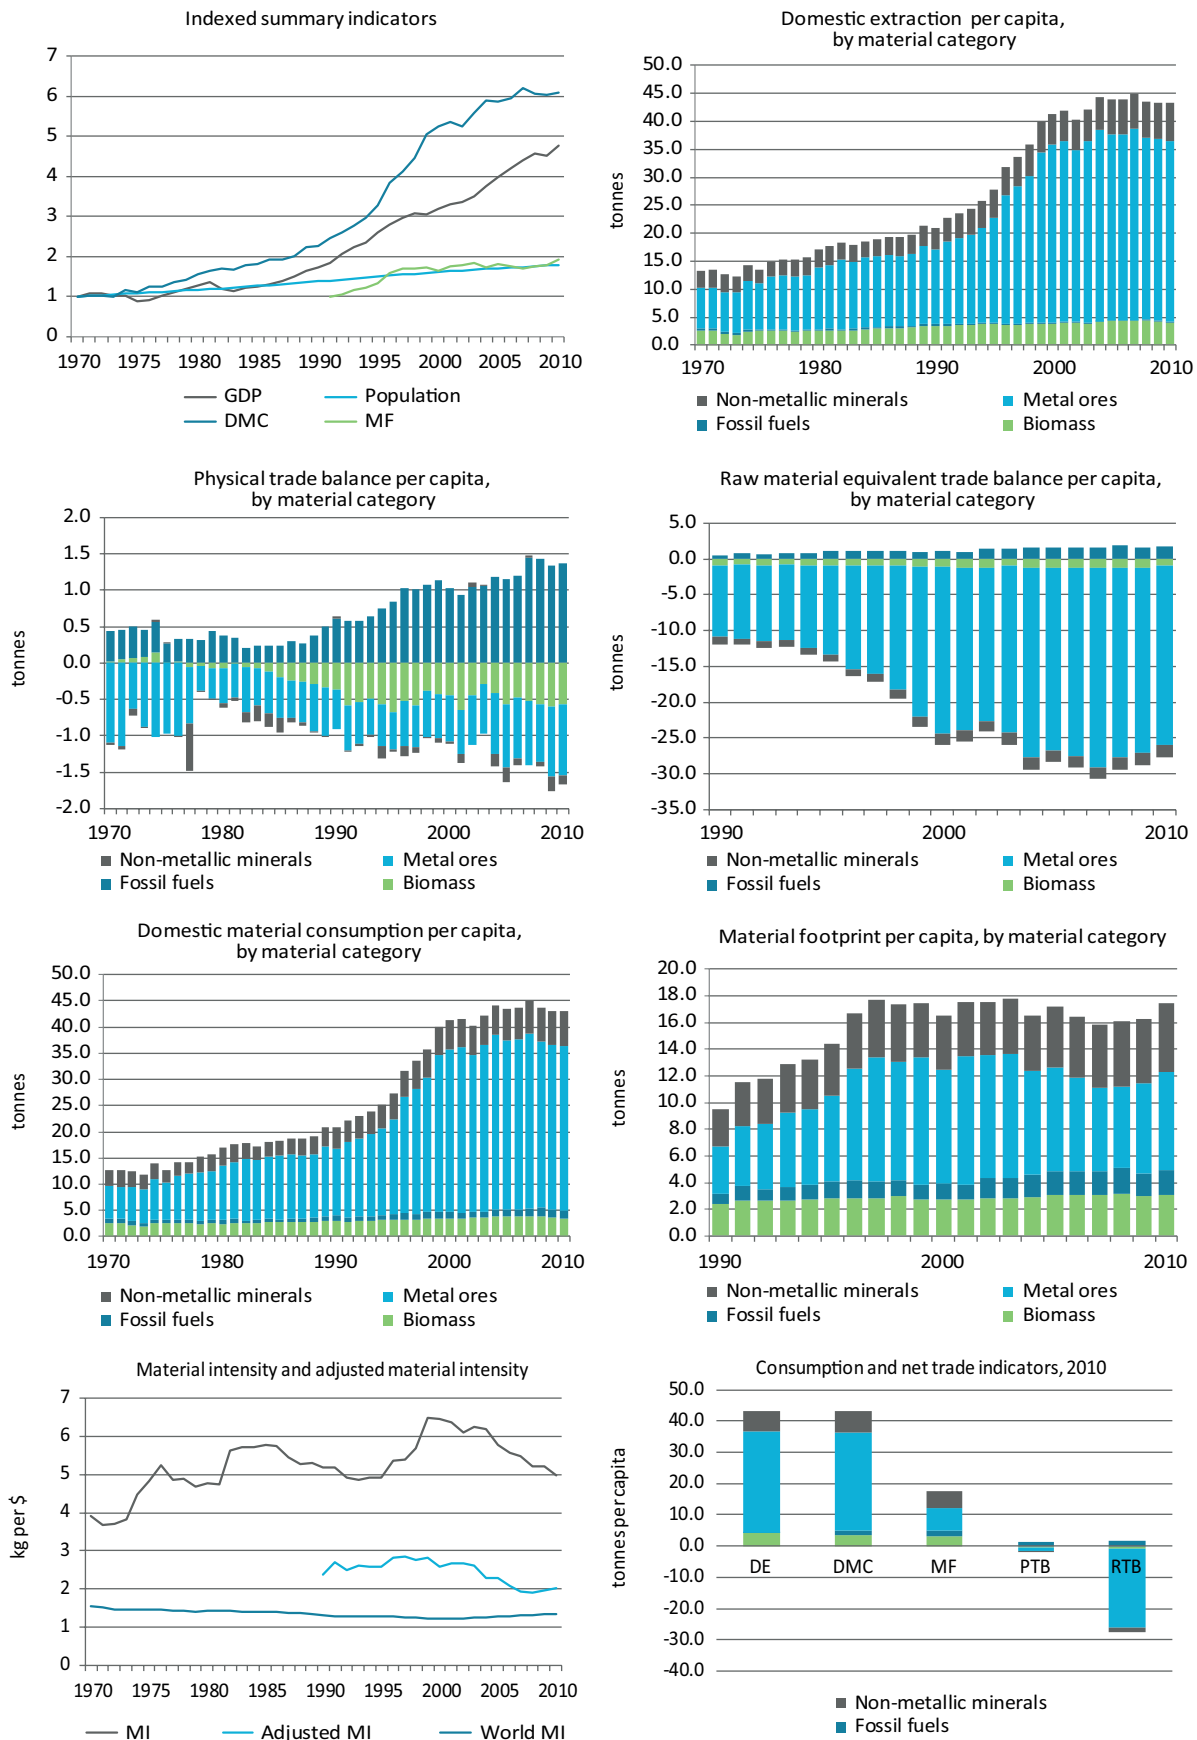 Indexed summary indicators
7
6
5
4
3
2
1
0
1970 1975 1980 1985 1990 1995 2000 2005 2010
GDP Population
DMC MF
Domestic extraction per capita,
by material category
tonnes
50.0
45.0
40.0
35.0
30.0
25.0
20.0
15.0
10.0
5.0
0.0
1970 1980 1990 2000 2010
Non-metallic minerals Metal ores
Fossil fuels Biomass
Physical trade balance per capita,
by material category
tonnes
2.0
1.5
1.0
0.5
0.0
-0.5
-1.0
-1.5
-2.0
1970 1980 1990 2000 2010
Non-metallic minerals Metal ores
Fossil fuels Biomass
Raw material equivalent trade balance per capita,
by material category
tonnes
5.0
0.0
-5.0
-10.0
-15.0
-20.0
-25.0
-30.0
-35.0
1990 2000 2010
Non-metallic minerals Metal ores
Fossil fuels Biomass
Domestic material consumption per capita,
by material category
tonnes
50.0
45.0
40.0
35.0
30.0
25.0
20.0
15.0
10.0
5.0
0.0
1970 1980 1990 2000 2010
Non-metallic minerals Metal ores
Fossil fuels Biomass
Material footprint per capita, by material category
tonnes
20.0
18.0
16.0
14.0
12.0
10.0
8.0
6.0
4.0
2.0
0.0
1990 2000 2010
Non-metallic minerals Metal ores
Fossil fuels Biomass
Material intensity and adjusted material intensity
kg per $
7
6
5
4
3
2
1
0
1970 1975 1980 1985 1990 1995 2000 2005 2010
MI Adjusted MI World MI
Consumption and net trade indicators, 2010
tonnes per capita
50.0
40.0
30.0
20.0
10.0
0.0
-10.0
-20.0
-30.0
-40.0
DE DMC MF PTB RTB
Non-metallic minerals
Fossil fuels